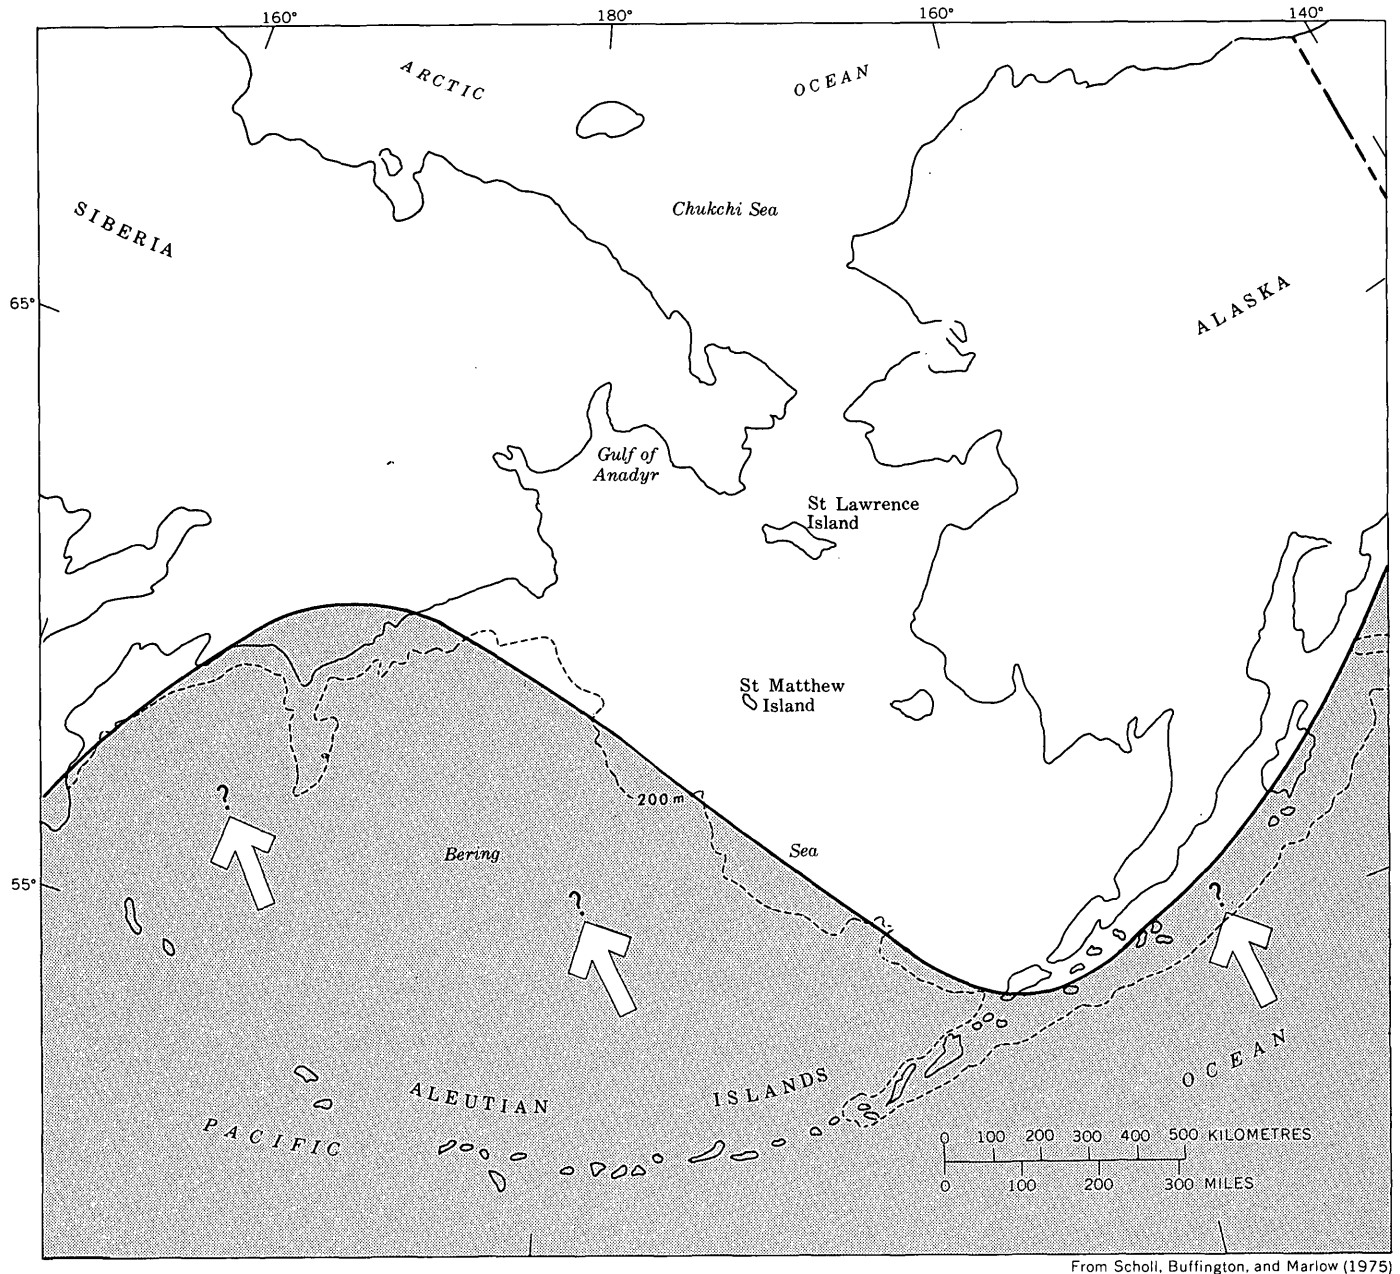 160° 180° 160° 140°
ARCTIC OCEAN
Chukchi Sea
SIBERIA
65°
ALASKA
Gulf of
Anadyr
St Lawrence
Island
St Matthew
Island
?
200 m
Bering Sea
55°
?
?
OCEAN
ALEUTIAN ISLANDS
PACIFIC
0 100 200 300 400 500 KILOMETRES
0 100 200 300 MILES
From Scholl, Buffington, and Marlow (1975)